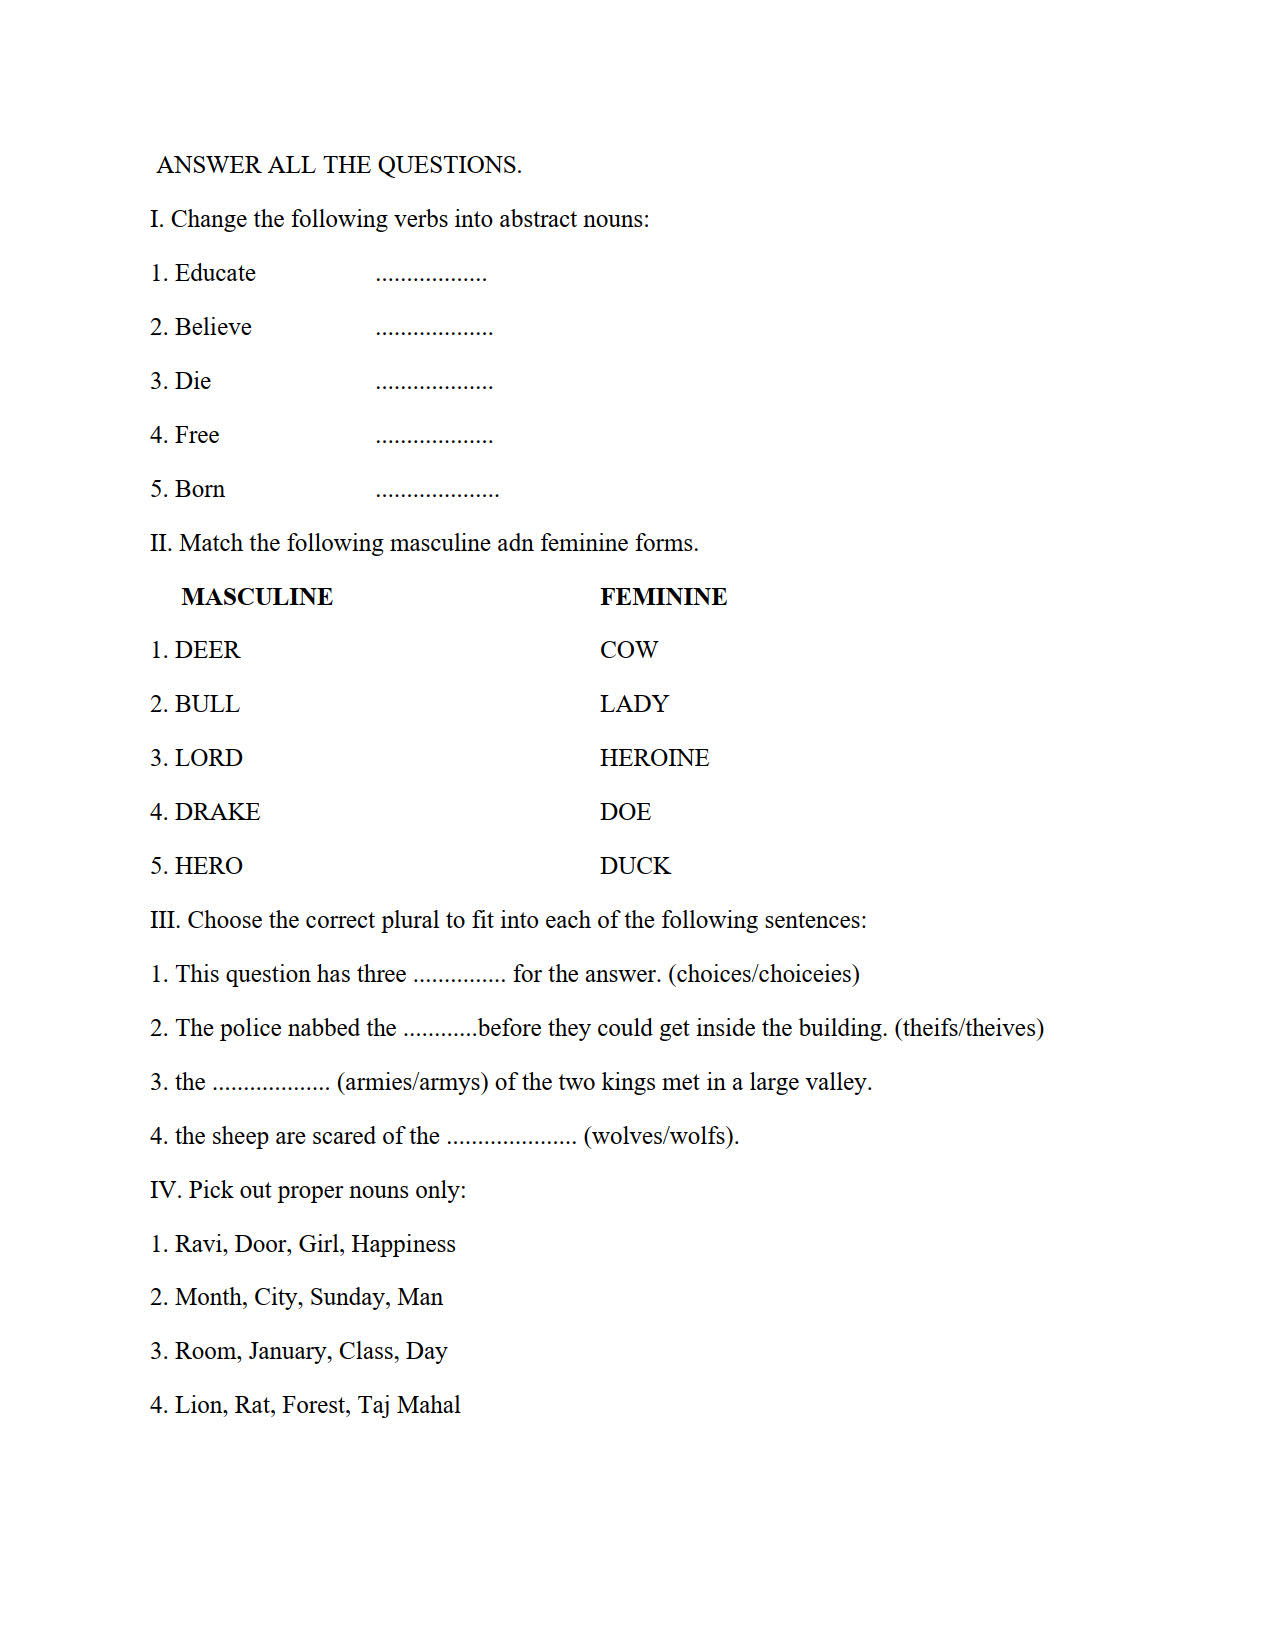 ANSWER ALL THE QUESTIONS.
I. Change the following verbs into abstract nouns:
1. Educate ..................
2. Believe ...................
3. Die ...................
4. Free ...................
5. Born ....................
II. Match the following masculine adn feminine forms.
MASCULINE FEMININE
1. DEER COW
2. BULL LADY
3. LORD HEROINE
4. DRAKE DOE
5. HERO DUCK
III. Choose the correct plural to fit into each of the following sentences:
1. This question has three ............... for the answer. (choices/choiceies)
2. The police nabbed the ............before they could get inside the building. (theifs/theives)
3. the ................... (armies/armys) of the two kings met in a large valley.
4. the sheep are scared of the ..................... (wolves/wolfs).
IV. Pick out proper nouns only:
1. Ravi, Door, Girl, Happiness
2. Month, City, Sunday, Man
3. Room, January, Class, Day
4. Lion, Rat, Forest, Taj Mahal